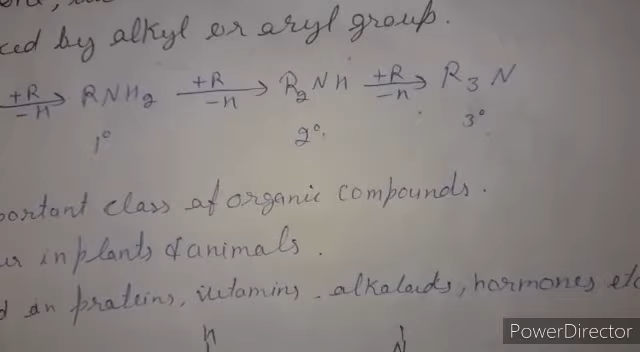 ced by alkyl or aryl group.
+R/-H → RNH2 +R/-H → R2NH +R/-H → R3N
1° 2° 3°
portant class of organic compounds.
in plants & animals.
d in proteins, vitamins, alkaloids, hormones etc
H N
PowerDirector